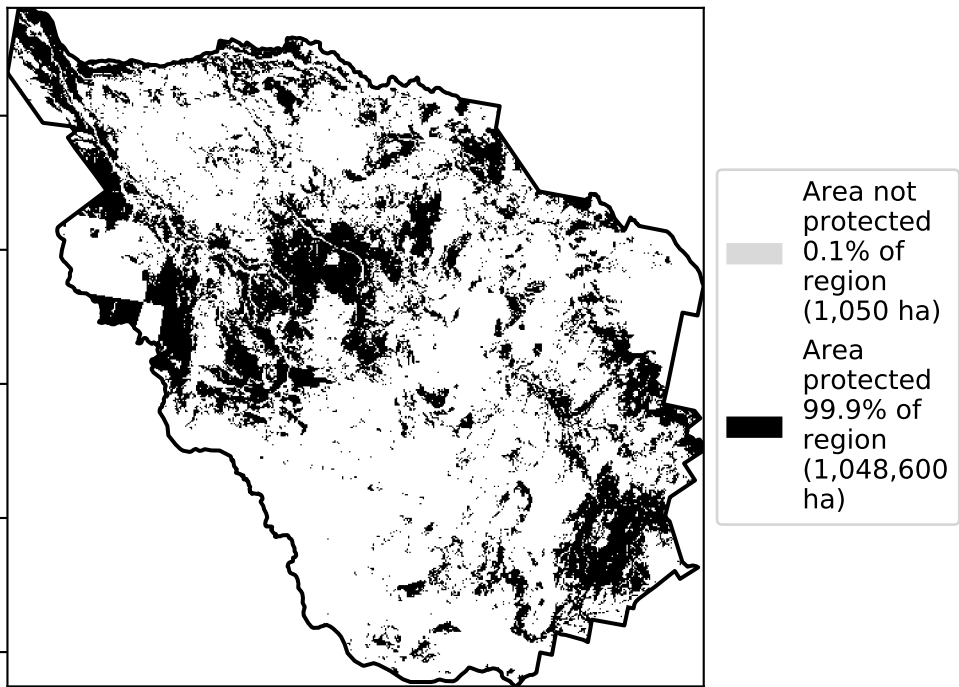 Area not
protected
0.1% of
region
(1,050 ha)
Area
protected
99.9% of
region
(1,048,600
ha)